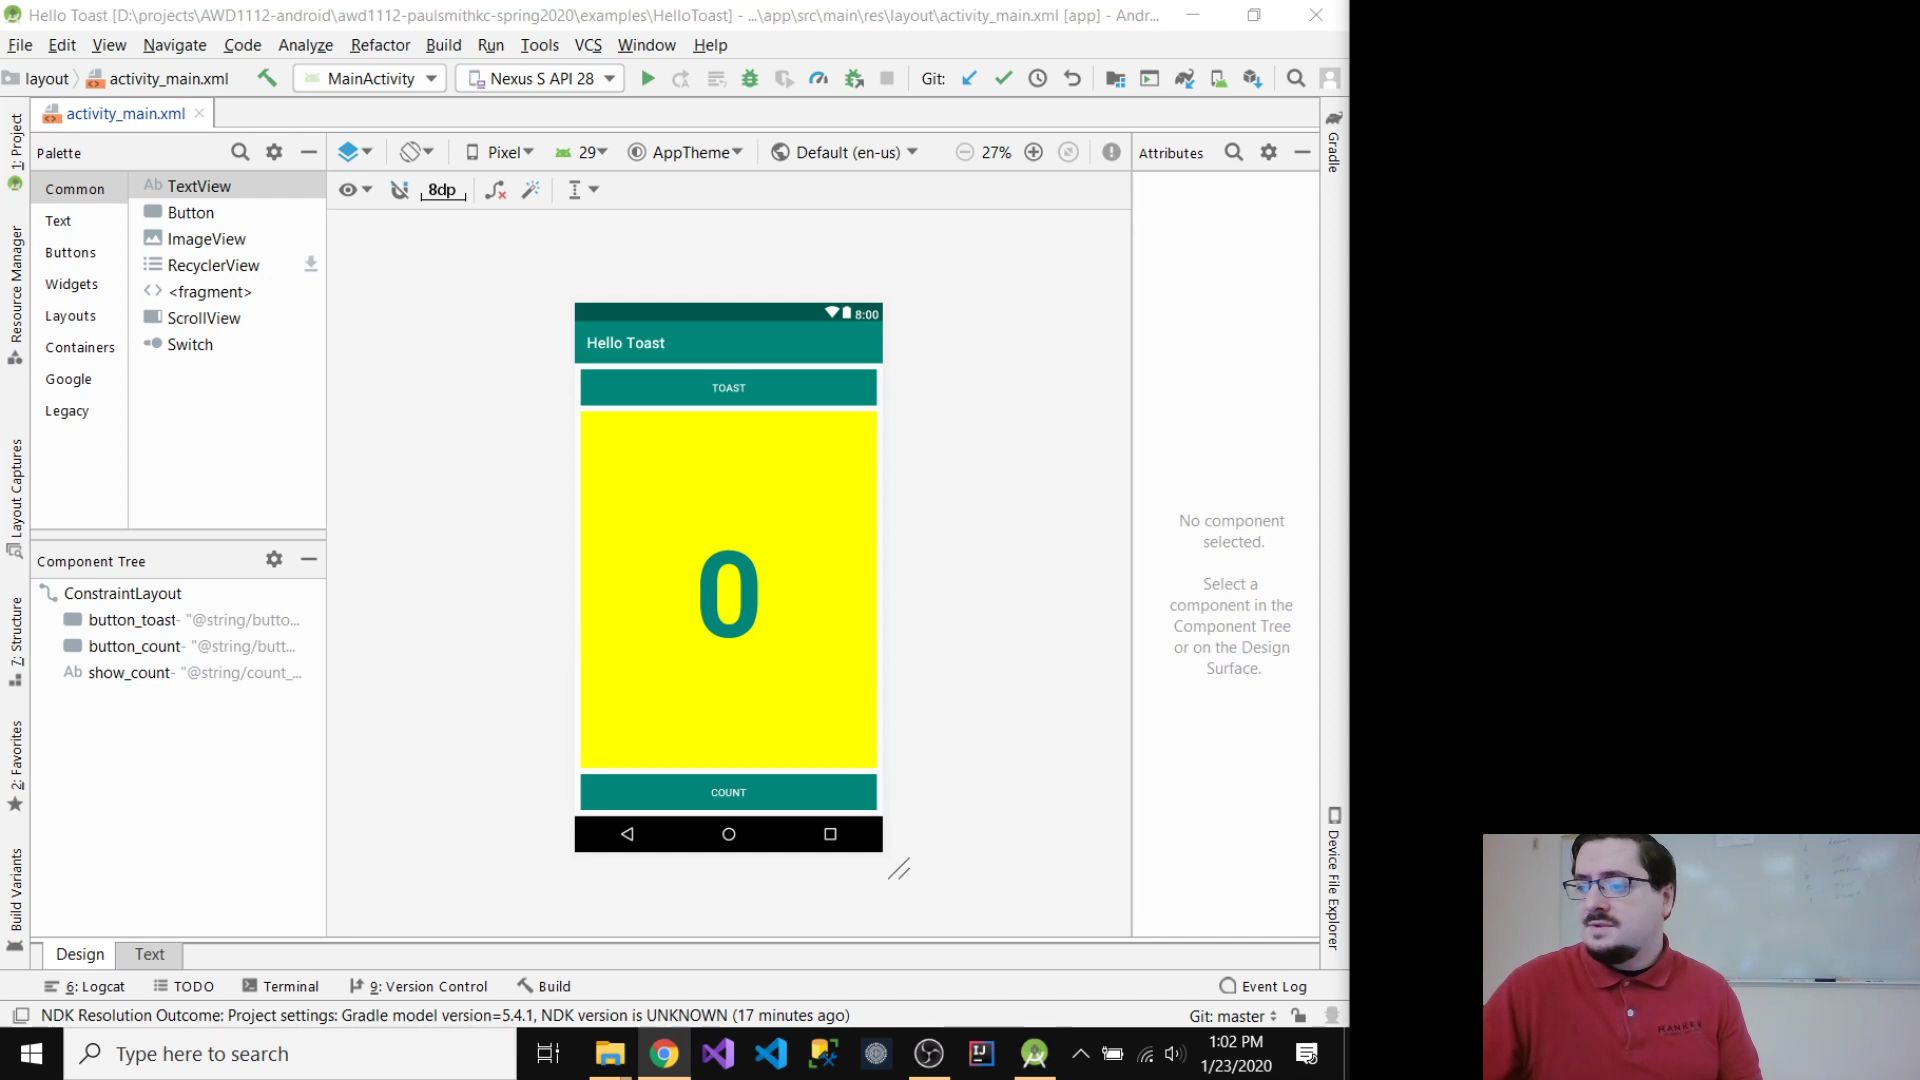 Hello Toast [D:\projects\AWD1112-android\awd1112-paulsmithkc-spring2020\examples\HelloToast] - ...\app\src\main\res\layout\activity_main.xml [app] - Andr...
File Edit View Navigate Code Analyze Refactor Build Run Tools VCS Window Help
layout activity_main.xml MainActivity Nexus S API 28 Git:
activity_main.xml
1: Project
Resource Manager
Layout Captures
7: Structure
2: Favorites
Build Variants
Palette
Common
Text
Buttons
Widgets
Layouts
Containers
Google
Legacy
Ab TextView
Button
ImageView
RecyclerView
<fragment>
ScrollView
Switch
Component Tree
ConstraintLayout
button_toast- "@string/butto...
button_count- "@string/butt...
Ab show_count- "@string/count_...
Pixel 29 AppTheme Default (en-us) 27%
8dp
8:00
Hello Toast
TOAST
0
COUNT
Attributes
No component
selected.
Select a
component in the
Component Tree
or on the Design
Surface.
Gradle
Device File Explorer
Design Text
6: Logcat TODO Terminal 9: Version Control Build Event Log
NDK Resolution Outcome: Project settings: Gradle model version=5.4.1, NDK version is UNKNOWN (17 minutes ago) Git: master
Type here to search
1:02 PM
1/23/2020